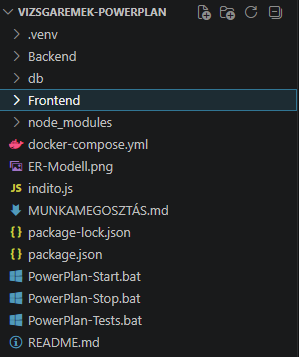 VIZSGAREMEK-POWERPLAN
.venv
Backend
db
Frontend
node_modules
docker-compose.yml
ER-Modell.png
JS indito.js
MUNKAMEGOSZTÁS.md
{} package-lock.json
{} package.json
PowerPlan-Start.bat
PowerPlan-Stop.bat
PowerPlan-Tests.bat
README.md